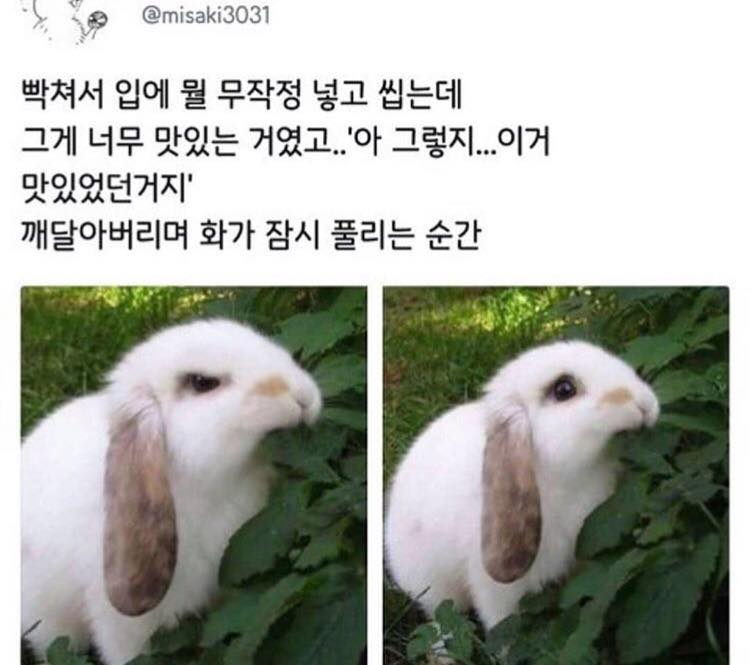 @misaki3031
빡쳐서 입에 뭘 무작정 넣고 씹는데
그게 너무 맛있는 거였고..'아 그렇지...이거
맛있었던거지'
깨달아버리며 화가 잠시 풀리는 순간